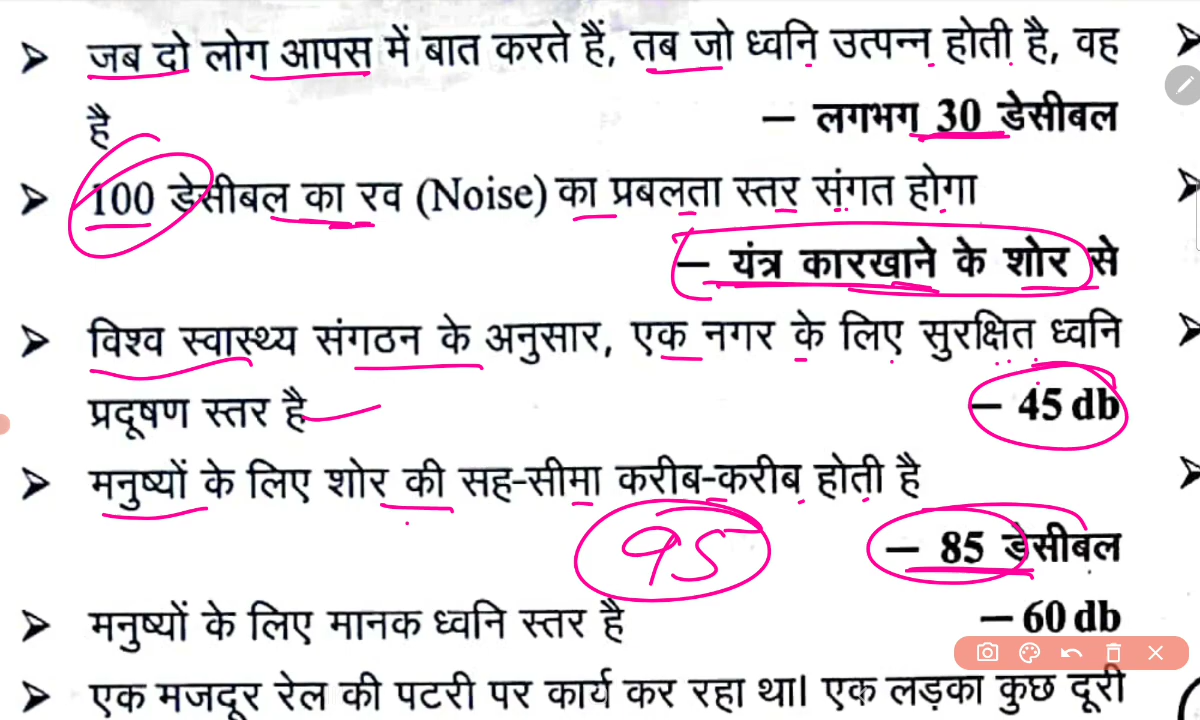 ➤ जब दो लोग आपस में बात करते हैं, तब जो ध्वनि उत्पन्न होती है, वह
है – लगभग 30 डेसीबल
➤ 100 डेसीबल का रव (Noise) का प्रबलता स्तर संगत होगा
– यंत्र कारखाने के शोर से
➤ विश्व स्वास्थ्य संगठन के अनुसार, एक नगर के लिए सुरक्षित ध्वनि
प्रदूषण स्तर है – 45 db
➤ मनुष्यों के लिए शोर की सह-सीमा करीब-करीब होती है
95 – 85 डेसीबल
➤ मनुष्यों के लिए मानक ध्वनि स्तर है – 60 db
➤ एक मजदूर रेल की पटरी पर कार्य कर रहा था। एक लड़का कुछ दूरी